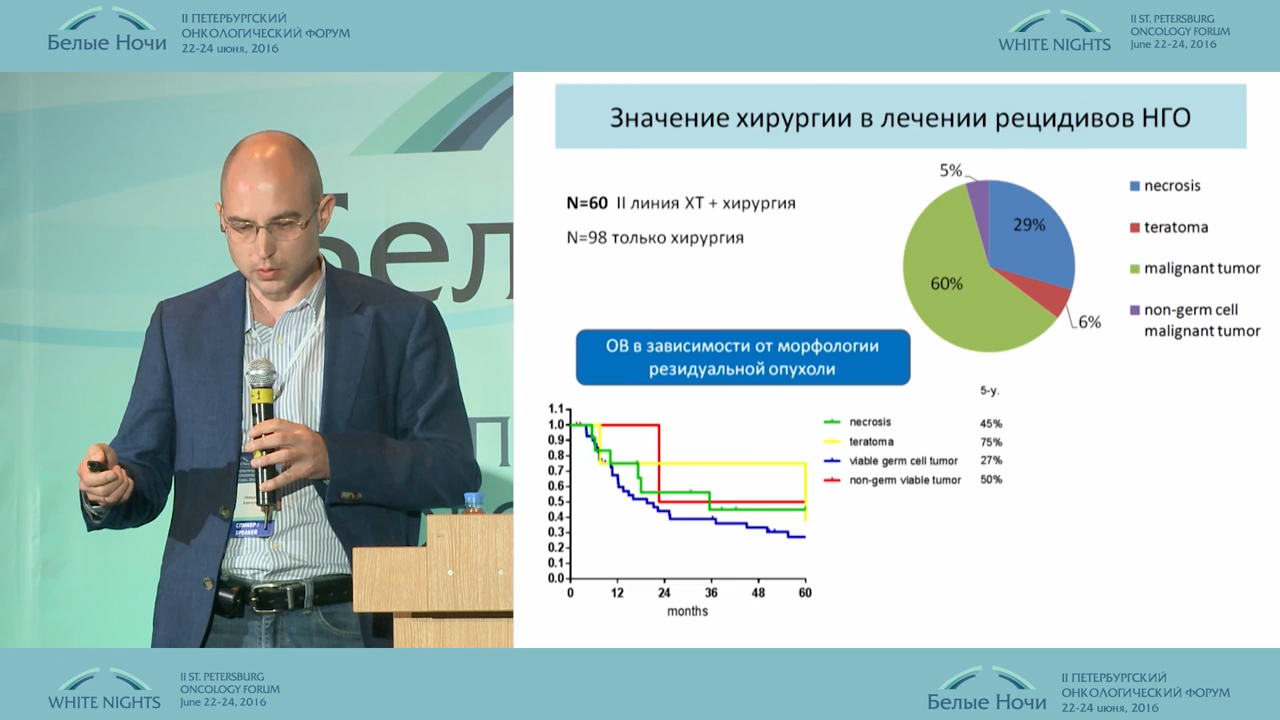 II ПЕТЕРБУРГСКИЙ
ОНКОЛОГИЧЕСКИЙ ФОРУМ
22-24 июня, 2016
Белые Ночи
WHITE NIGHTS
II ST. PETERSBURG
ONCOLOGY FORUM
June 22-24, 2016
Бел
СПИКЕР /
SPEAKER
Значение хирургии в лечении рецидивов НГО
N=60 II линия ХТ + хирургия
N=98 только хирургия
5%
29%
60%
6%
necrosis
teratoma
malignant tumor
non-germ cell
malignant tumor
ОВ в зависимости от морфологии
резидуальной опухоли
1.1
1.0
0.9
0.8
0.7
0.6
0.5
0.4
0.3
0.2
0.1
0.0
0 12 24 36 48 60
months
5-y.
necrosis 45%
teratoma 75%
viable germ cell tumor 27%
non-germ viable tumor 50%
WHITE NIGHTS
II ST. PETERSBURG
ONCOLOGY FORUM
June 22-24, 2016
Белые Ночи
II ПЕТЕРБУРГСКИЙ
ОНКОЛОГИЧЕСКИЙ ФОРУМ
22-24 июня, 2016